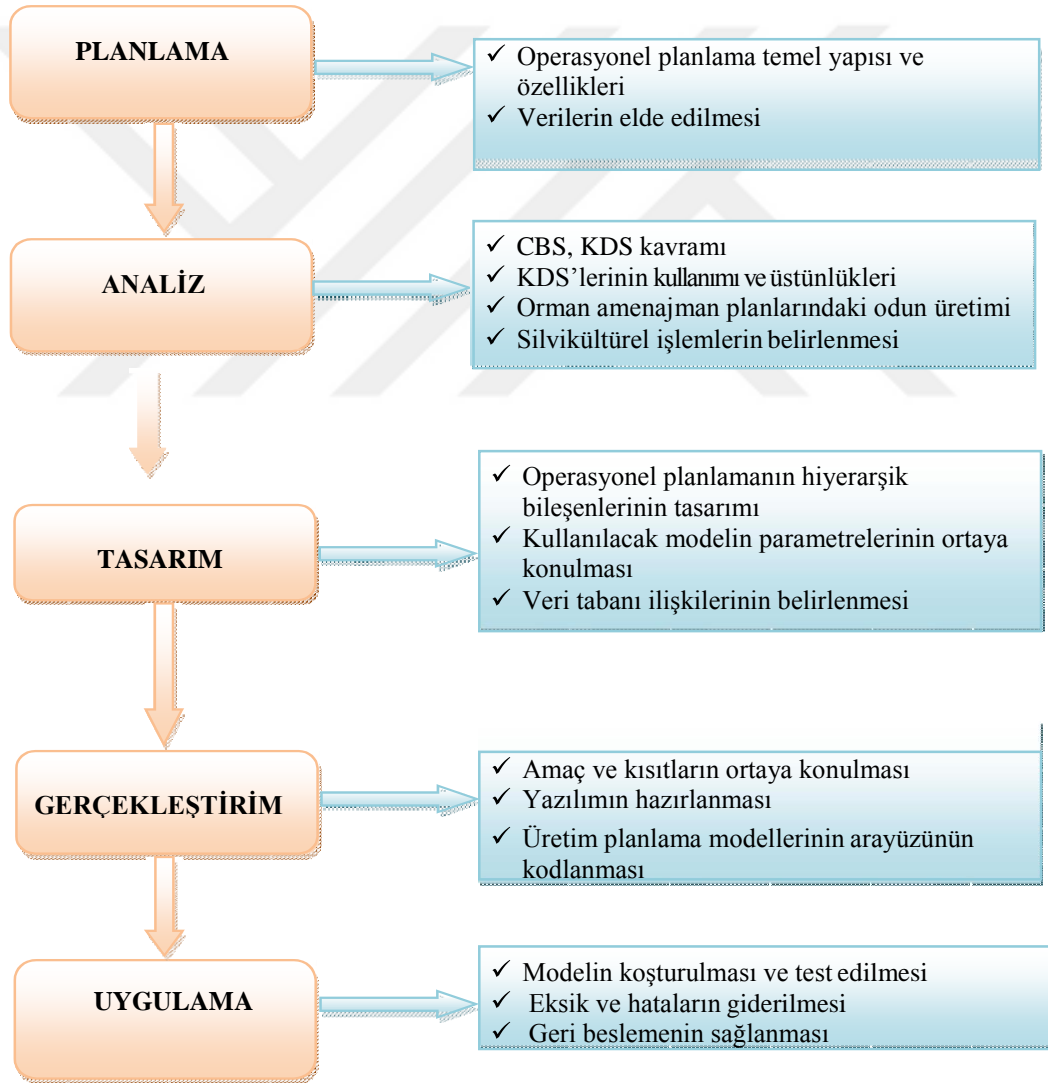 PLANLAMA
✓ Operasyonel planlama temel yapısı ve
özellikleri
✓ Verilerin elde edilmesi
ANALİZ
✓ CBS, KDS kavramı
✓ KDS’lerinin kullanımı ve üstünlükleri
✓ Orman amenajman planlarındaki odun üretimi
✓ Silvikültürel işlemlerin belirlenmesi
TASARIM
✓ Operasyonel planlamanın hiyerarşik
bileşenlerinin tasarımı
✓ Kullanılacak modelin parametrelerinin ortaya
konulması
✓ Veri tabanı ilişkilerinin belirlenmesi
GERÇEKLEŞTİRİM
✓ Amaç ve kısıtların ortaya konulması
✓ Yazılımın hazırlanması
✓ Üretim planlama modellerinin arayüzünün
kodlanması
UYGULAMA
✓ Modelin koşturulması ve test edilmesi
✓ Eksik ve hataların giderilmesi
✓ Geri beslemenin sağlanması